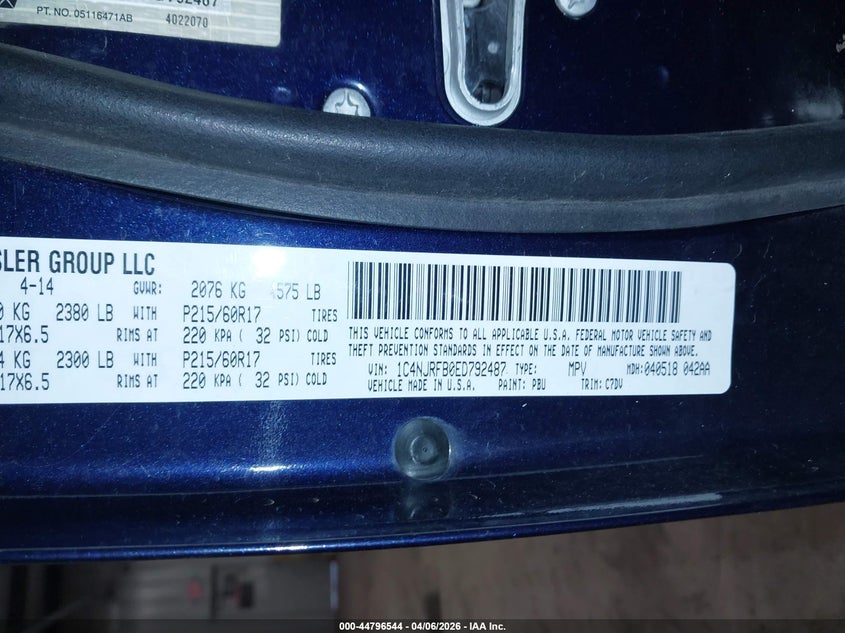 PT. NO. 05116471AB 4022070
SLER GROUP LLC
4-14 GVWR: 2076 KG 4575 LB
0 KG 2380 LB WITH P215/60R17 TIRES
17X6.5 RIMS AT 220 KPA ( 32 PSI) COLD
4 KG 2300 LB WITH P215/60R17 TIRES
17X6.5 RIMS AT 220 KPA ( 32 PSI) COLD
THIS VEHICLE CONFORMS TO ALL APPLICABLE U.S.A. FEDERAL MOTOR VEHICLE SAFETY AND
THEFT PREVENTION STANDARDS IN EFFECT ON THE DATE OF MANUFACTURE SHOWN ABOVE.
VIN: 1C4NJRFB0ED792487 TYPE: MPV MDH: 040518 042AA
VEHICLE MADE IN U.S.A. PAINT: PBU TRIM: C7DV
000-44796544 / 04/06/2026 - IAA Inc.